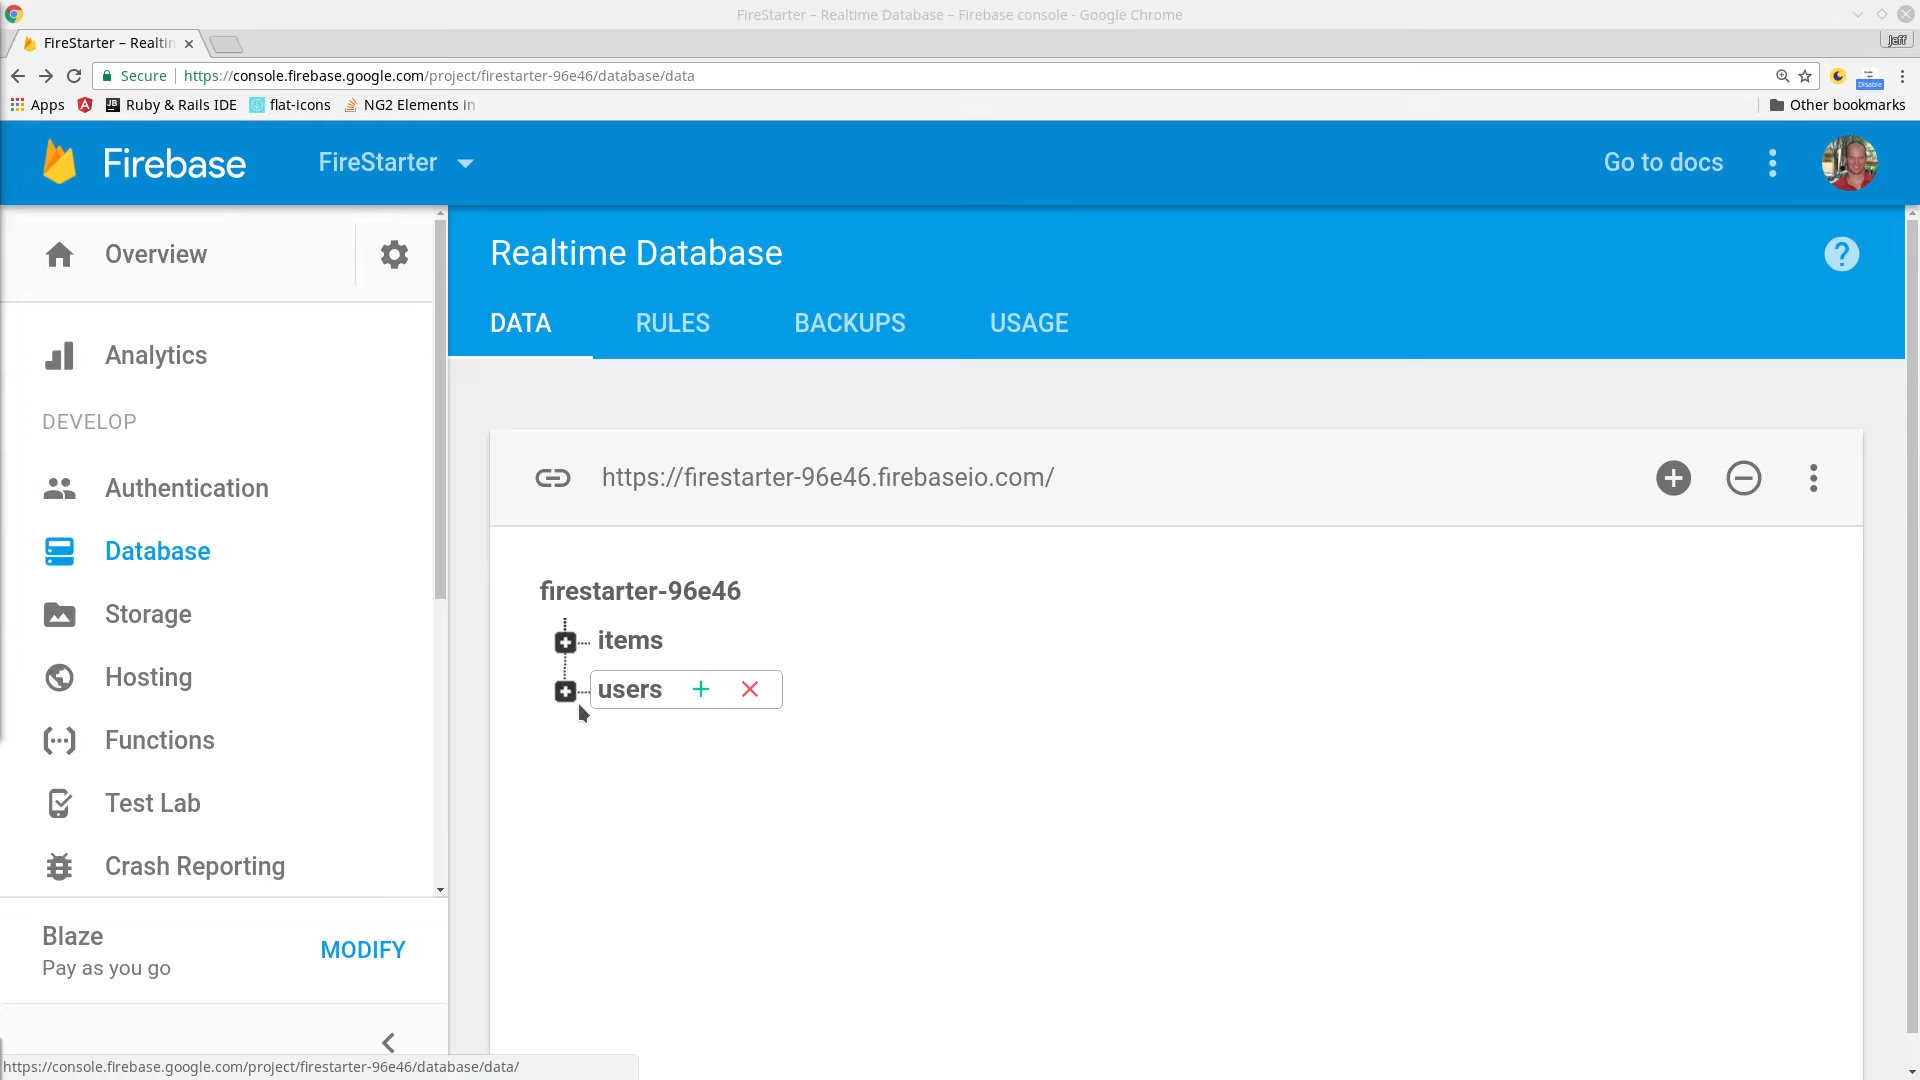 FireStarter – Realtime Database – Firebase console - Google Chrome
FireStarter – Realtin
Jeff
Secure
https://console.firebase.google.com/project/firestarter-96e46/database/data
Disable
Apps
JB
Ruby & Rails IDE
flat-icons
NG2 Elements in
Other bookmarks
Firebase
FireStarter
Go to docs
Overview
Realtime Database
?
DATA
RULES
BACKUPS
USAGE
Analytics
DEVELOP
Authentication
https://firestarter-96e46.firebaseio.com/
Database
Storage
Hosting
Functions
Test Lab
Crash Reporting
firestarter-96e46
items
users
Blaze
Pay as you go
MODIFY
https://console.firebase.google.com/project/firestarter-96e46/database/data/